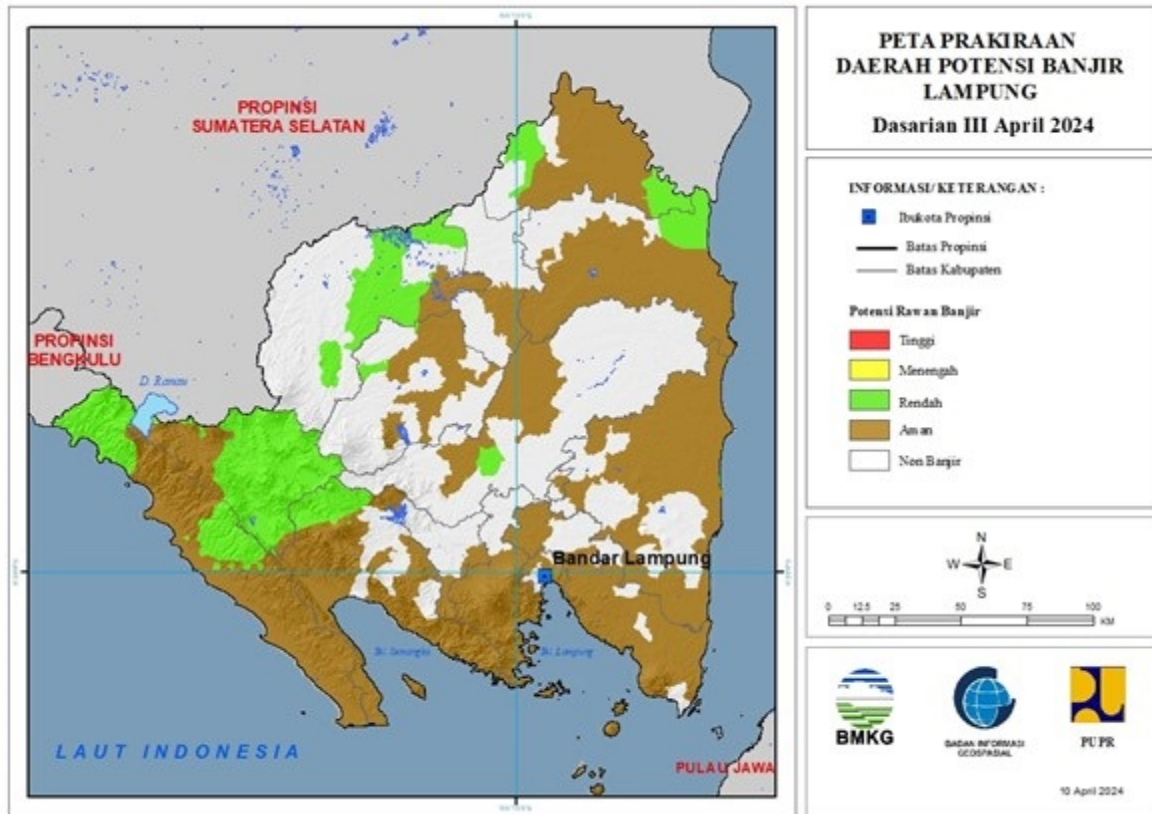 PETA PRAKIRAAN
DAERAH POTENSI BANJIR
LAMPUNG
Dasarian III April 2024
PROPINSI
SUMATERA SELATAN
PROPINSI
BENGKULU
D. Ranau
Bandar Lampung
Tel. Semangka
Tel. Lampung
LAUT INDONESIA
PULAU JAWA
INFORMASI/KETERANGAN :
Ibukota Propinsi
Batas Propinsi
Batas Kabupaten
Potensi Rawan Banjir
Tinggi
Menengah
Rendah
Aman
Non Banjir
N
W E
S
0 12.5 25 50 75 100
KM
BMKG
BADAN INFORMASI
GEOSPASIAL
PUPR
10 April 2024